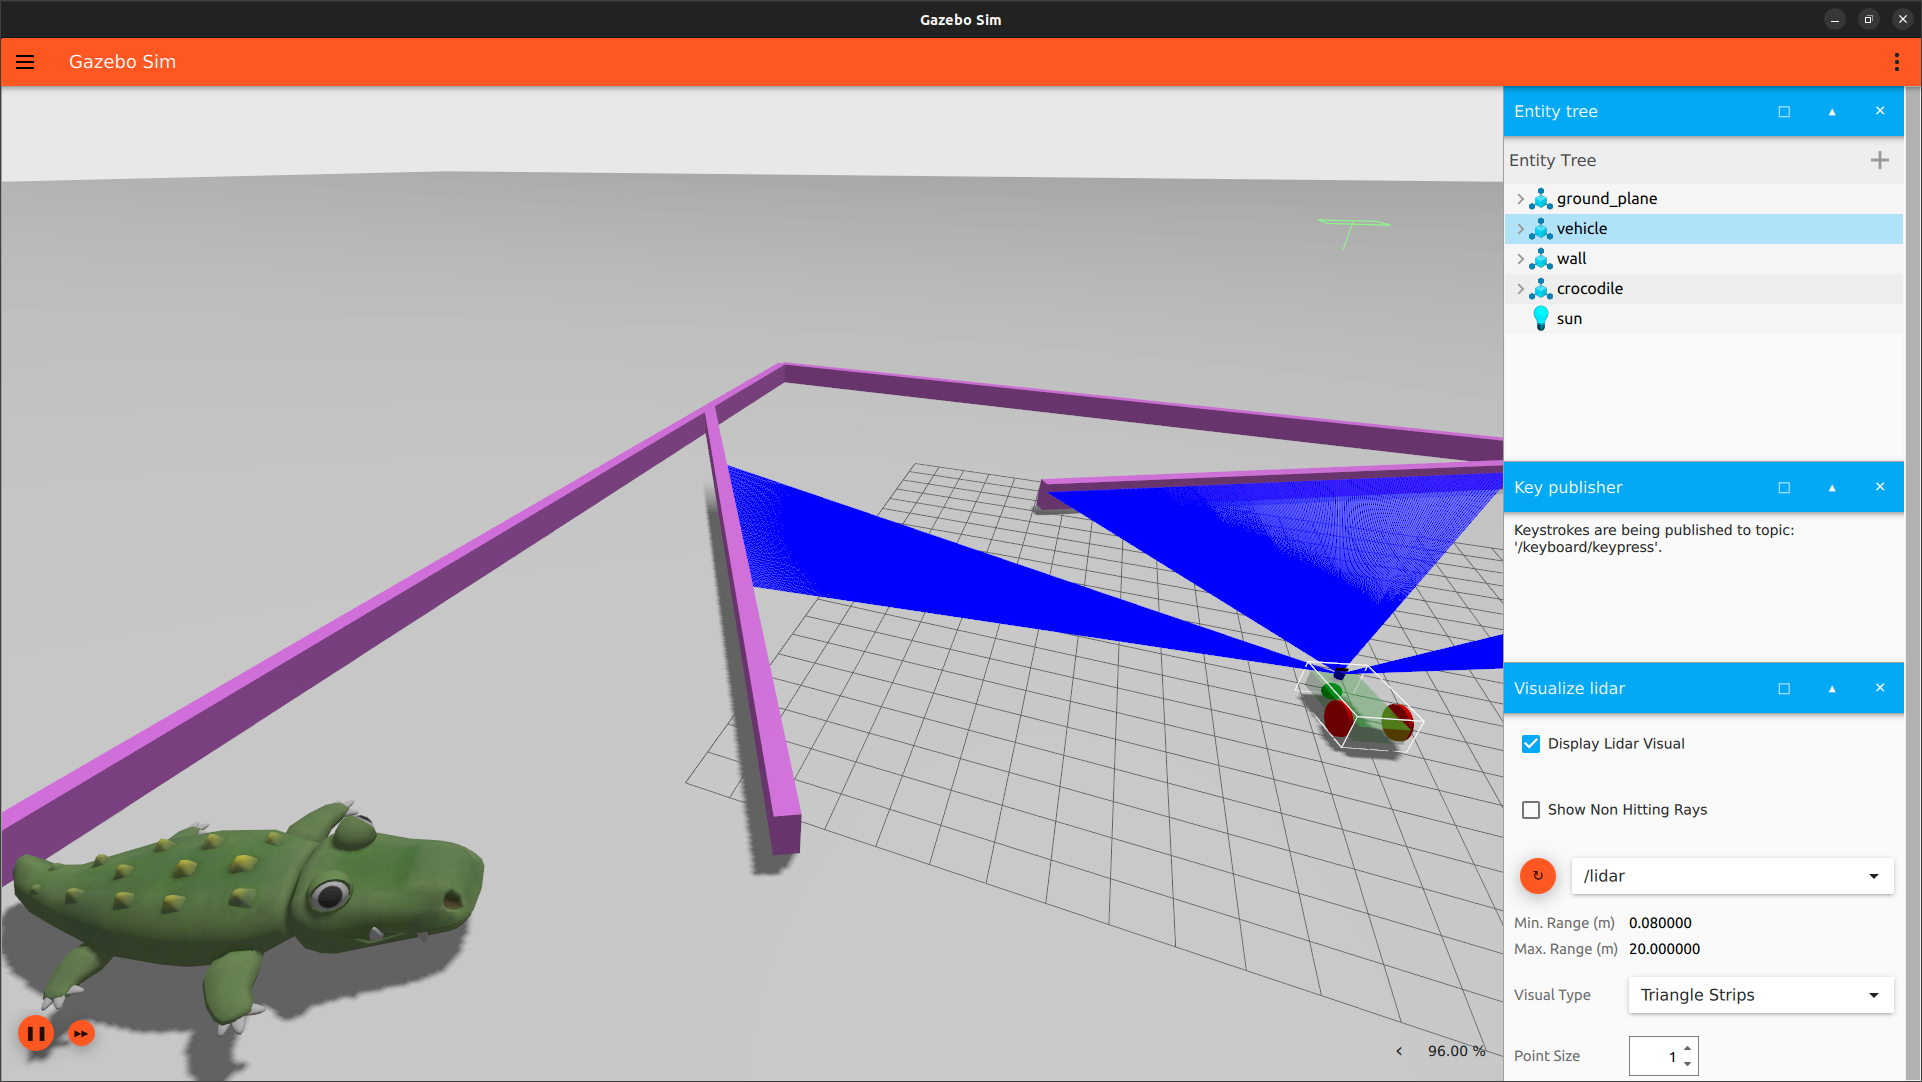 Gazebo Sim
Gazebo Sim
Entity tree
Entity Tree
ground_plane
vehicle
wall
crocodile
sun
Key publisher
Keystrokes are being published to topic:
'/keyboard/keypress'.
Visualize lidar
Display Lidar Visual
Show Non Hitting Rays
/lidar
Min. Range (m) 0.080000
Max. Range (m) 20.000000
Visual Type Triangle Strips
Point Size 1
96.00 %